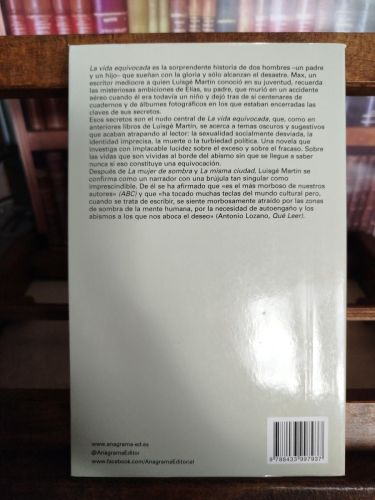 La vida equivocada es la sorprendente historia de dos hombres –un padre
y un hijo– que sueñan con la gloria y sólo alcanzan el desastre. Max, un
escritor mediocre a quien Luisgé Martín conoció en su juventud, recuerda
las misteriosas ambiciones de Elías, su padre, que murió en un accidente
aéreo cuando él era todavía un niño y dejó tras de sí centenares de
cuadernos y de álbumes fotográficos en los que estaban encerradas las
claves de sus secretos.
Esos secretos son el nudo central de La vida equivocada, que, como en
anteriores libros de Luisgé Martín, se acerca a temas oscuros y sugestivos
que acaban atrapando al lector: la sexualidad socialmente desviada, la
identidad imprecisa, la muerte o la turbiedad política. Una novela que
investiga con implacable lucidez sobre el exceso y sobre el fracaso. Sobre
las vidas que son vividas al borde del abismo sin que se llegue a saber
nunca si eso constituye una equivocación.
Después de La mujer de sombra y La misma ciudad, Luisgé Martín se
confirma como un narrador con una brújula tan singular como
imprescindible. De él se ha afirmado que «es el más morboso de nuestros
autores» (ABC) y que «ha tocado muchas teclas del mundo cultural pero,
cuando se trata de escribir, se siente morbosamente atraído por las zonas
de sombra de la mente humana, por la necesidad de autoengaño y los
abismos a los que nos aboca el deseo» (Antonio Lozano, Qué Leer).
www.anagrama-ed.es
@AnagramaEditor
www.facebook.com/AnagramaEditorial
9 788433 997937